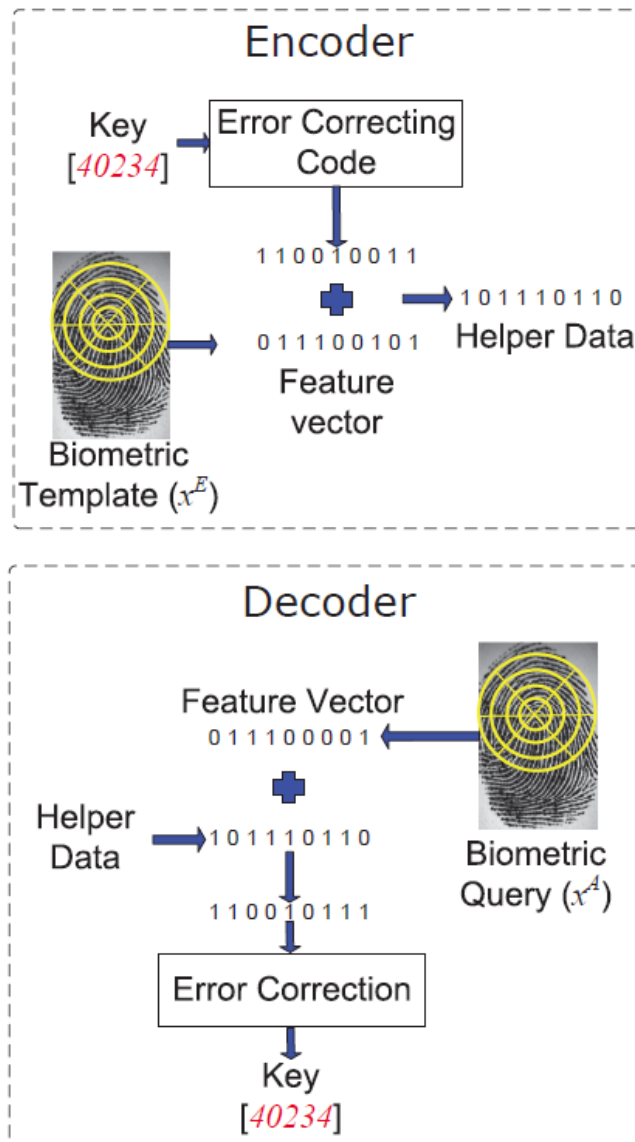 Encoder
Key
[40234]
Error Correcting
Code
1 1 0 0 1 0 0 1 1
1 0 1 1 1 0 1 1 0
Helper Data
0 1 1 1 0 0 1 0 1
Feature
vector
Biometric
Template (x^E)
Decoder
Feature Vector
0 1 1 1 0 0 0 0 1
Helper
Data
1 0 1 1 1 0 1 1 0
Biometric
Query (x^A)
1 1 0 0 1 0 1 1 1
Error Correction
Key
[40234]